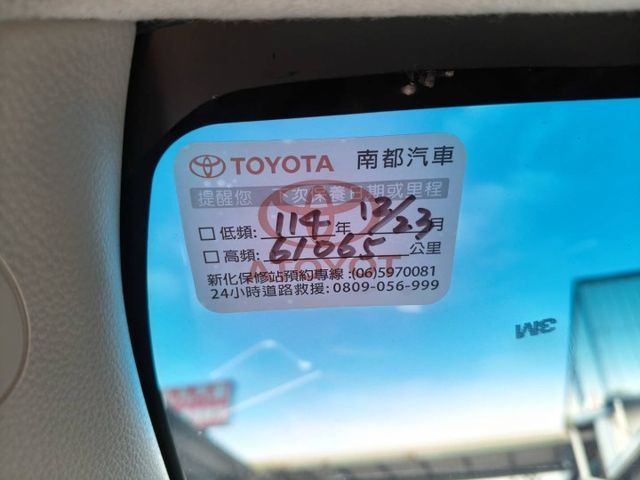 TOYOTA 南都汽車
提醒您 下次保養日期或里程
□低頻: 114 年 12/23 月
□高頻: 61065 公里
新化保修站預約專線:(06)5970081
24小時道路救援:0809-056-999
3M